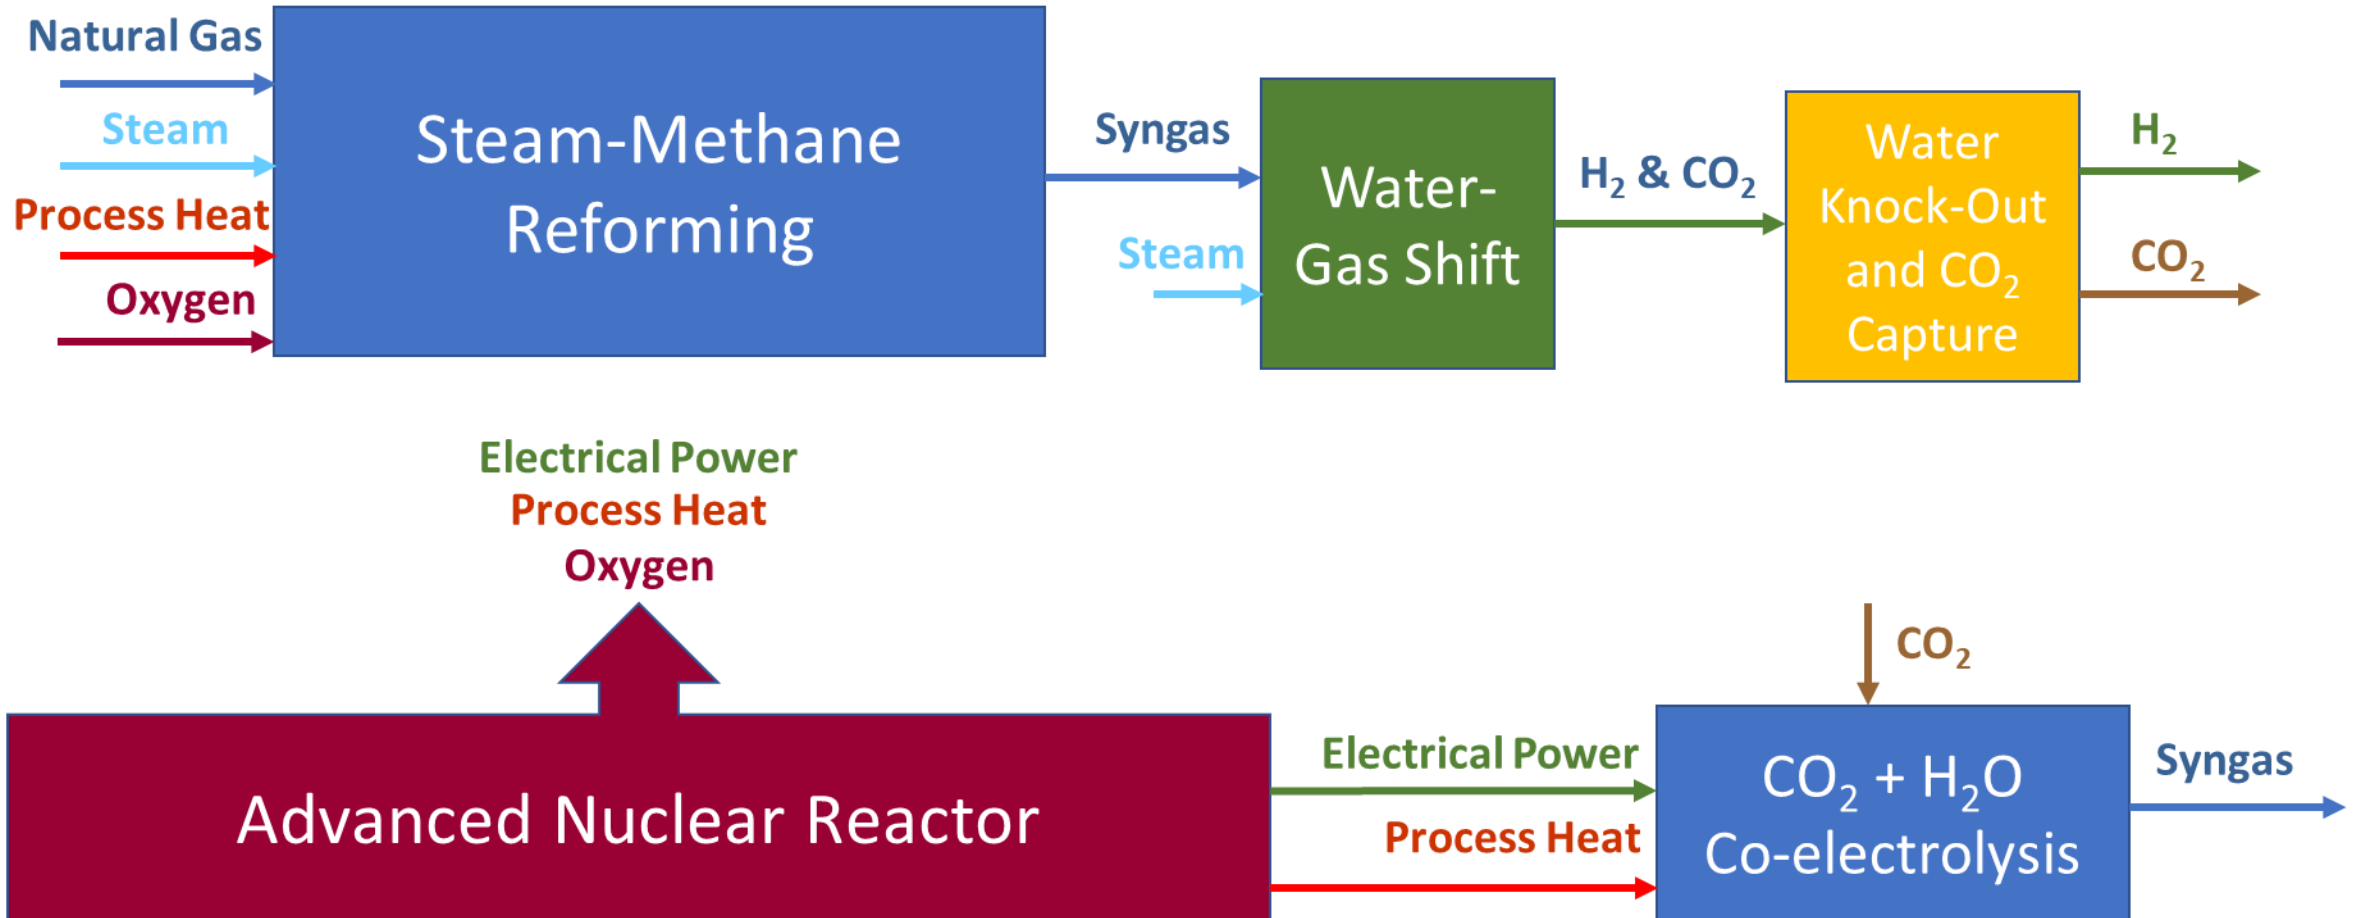 Natural Gas
Steam
Process Heat
Oxygen
Steam-Methane
Reforming
Syngas
Steam
Water-
Gas Shift
H₂ & CO₂
Water
Knock-Out
and CO₂
Capture
H₂
CO₂
Electrical Power
Process Heat
Oxygen
Advanced Nuclear Reactor
Electrical Power
Process Heat
CO₂
CO₂ + H₂O
Co-electrolysis
Syngas